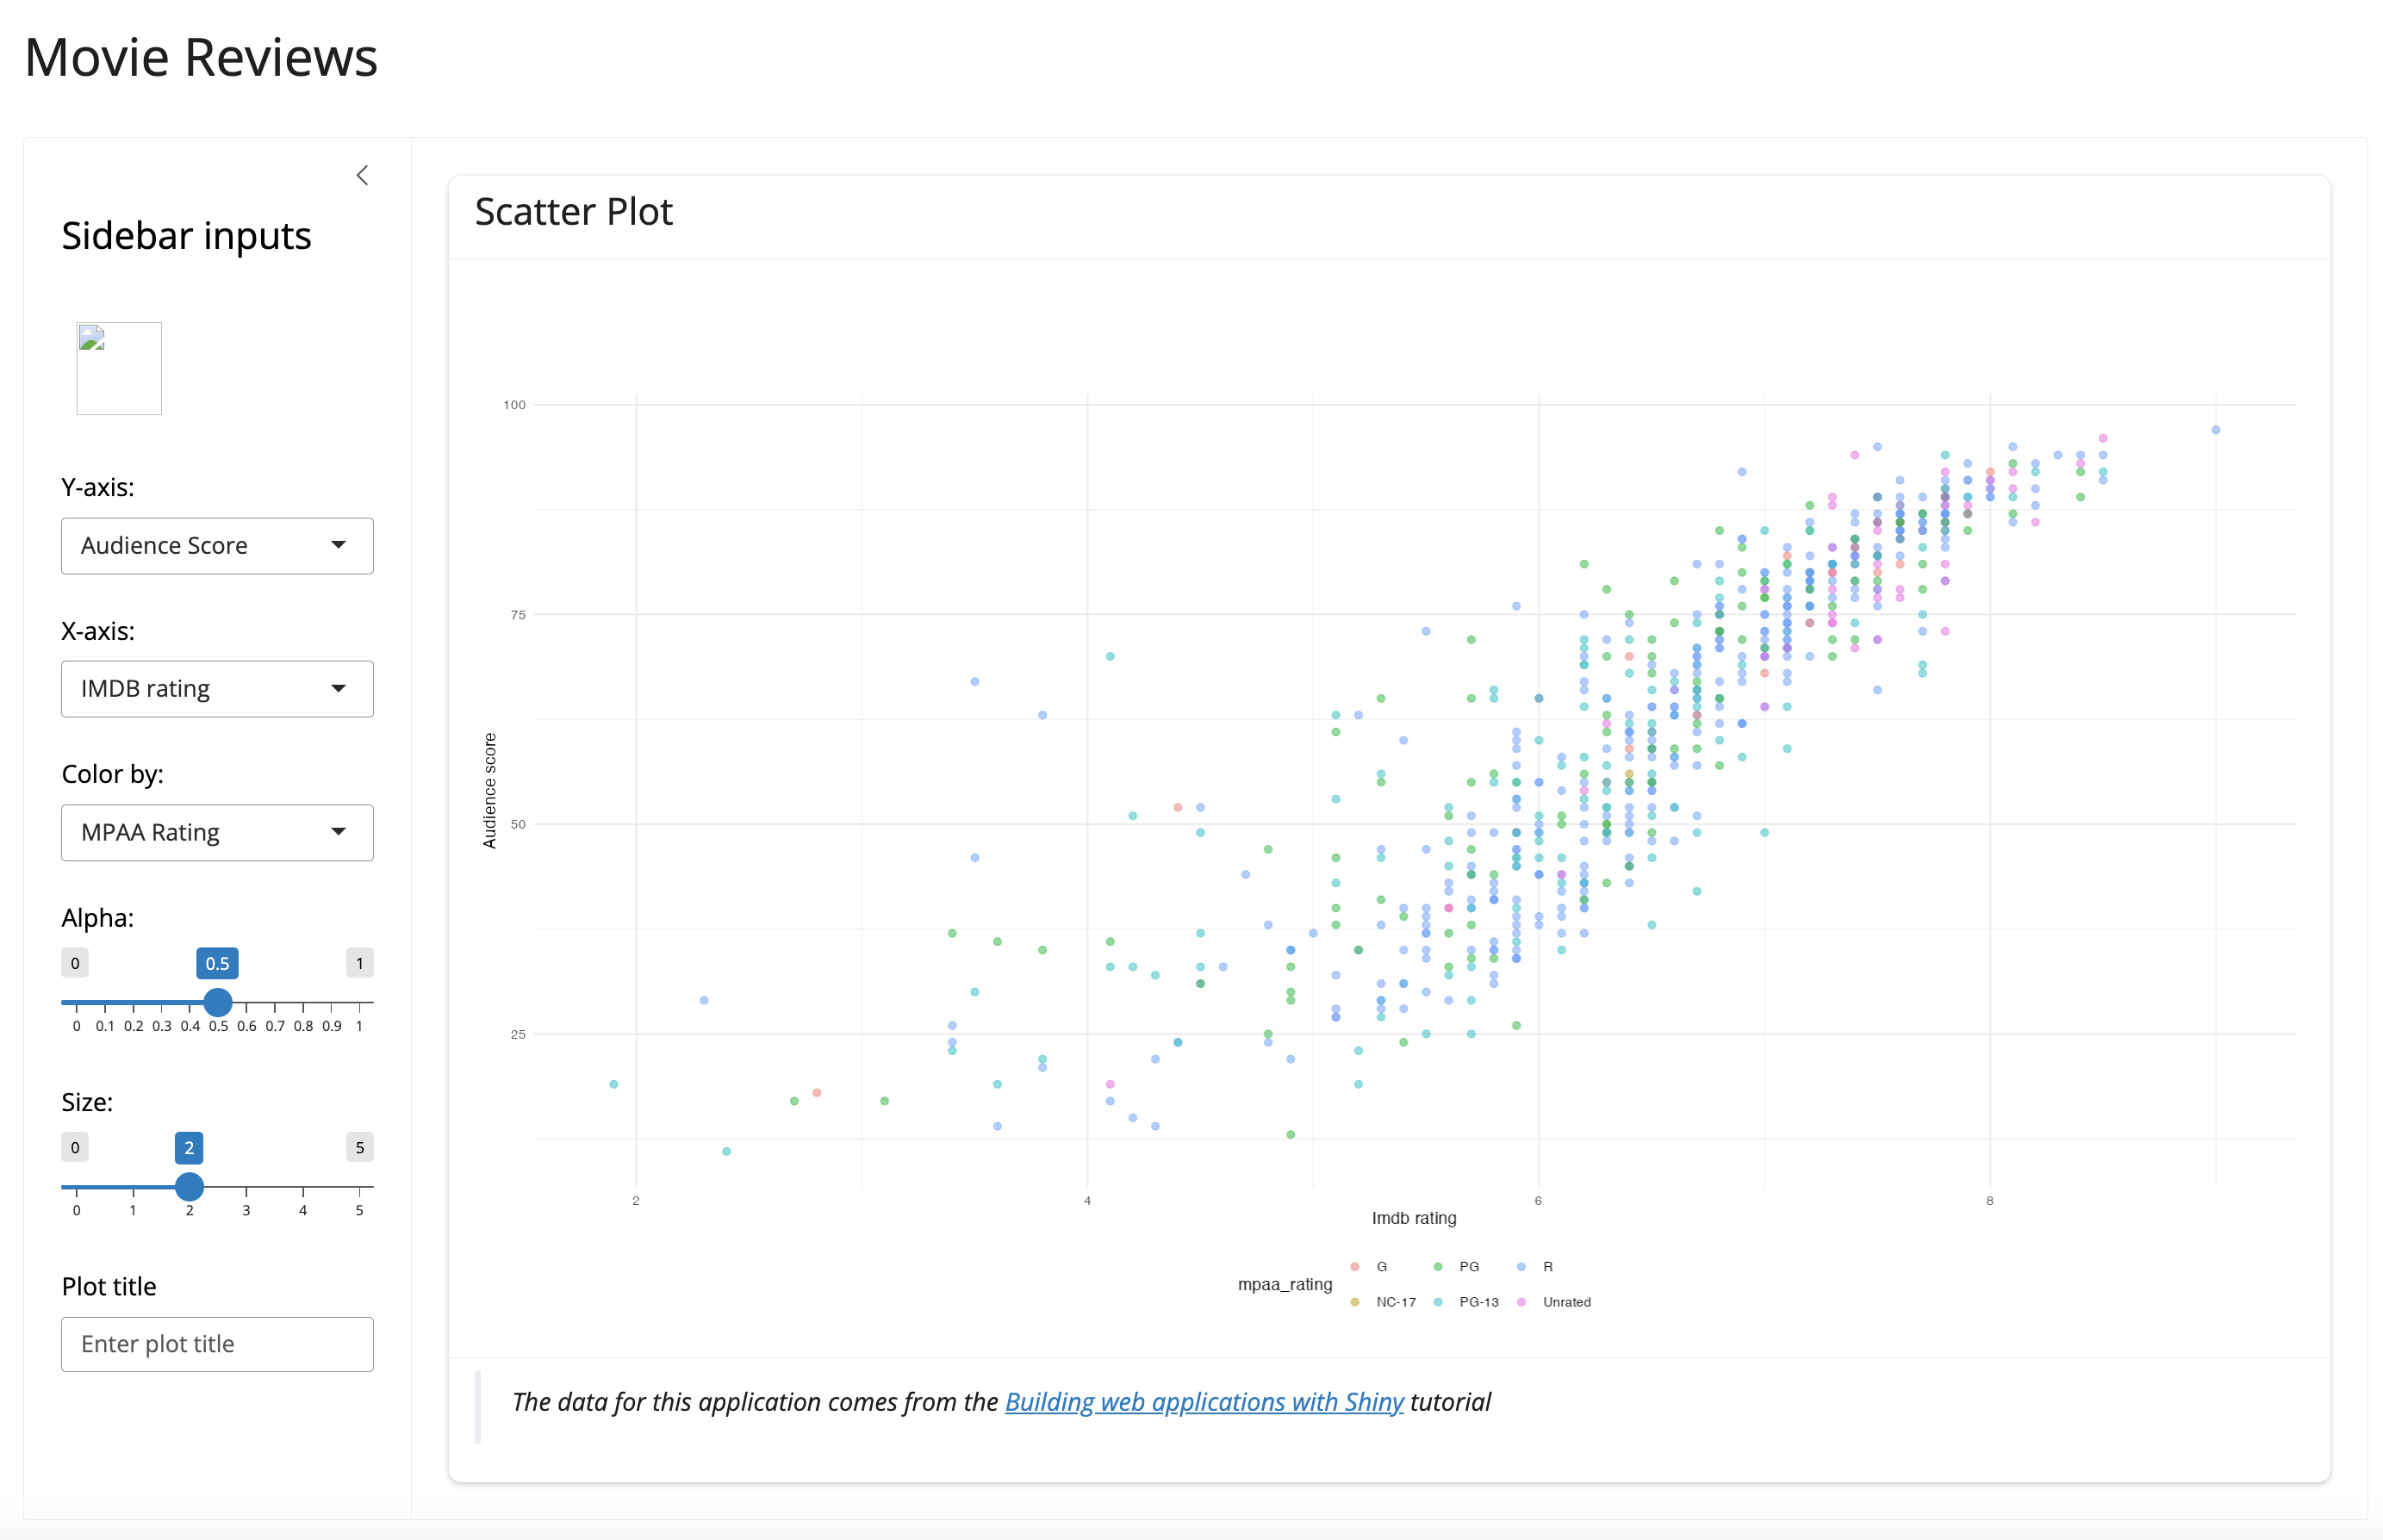 Movie Reviews
Sidebar inputs
Y-axis:
Audience Score
X-axis:
IMDB rating
Color by:
MPAA Rating
Alpha:
0 0.5 1
0 0.1 0.2 0.3 0.4 0.5 0.6 0.7 0.8 0.9 1
Size:
0 2 5
0 1 2 3 4 5
Plot title
Enter plot title
Scatter Plot
Audience score
100
75
50
25
2 4 6 8
Imdb rating
mpaa_rating
G PG R
NC-17 PG-13 Unrated
The data for this application comes from the Building web applications with Shiny tutorial